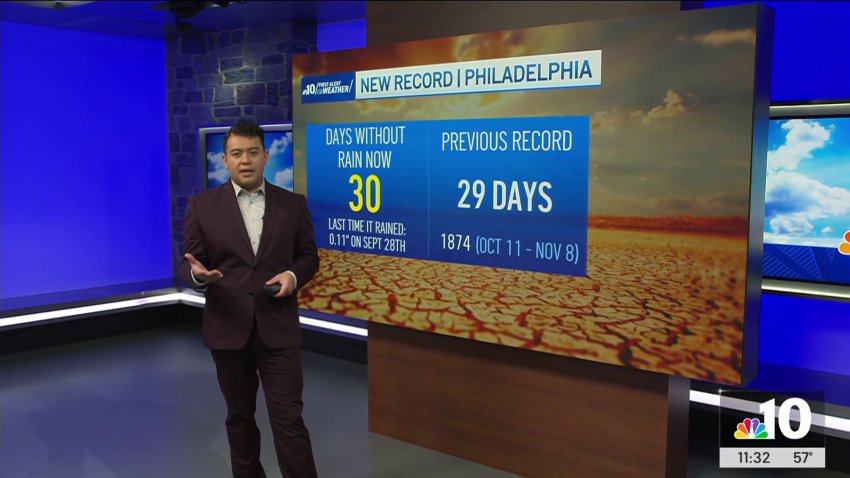 10 / FIRST ALERT WEATHER /
NEW RECORD | PHILADELPHIA
DAYS WITHOUT
RAIN NOW
30
LAST TIME IT RAINED:
0.11" ON SEPT 28TH
PREVIOUS RECORD
29 DAYS
1874 (OCT 11 - NOV 8)
10
11:32 57°